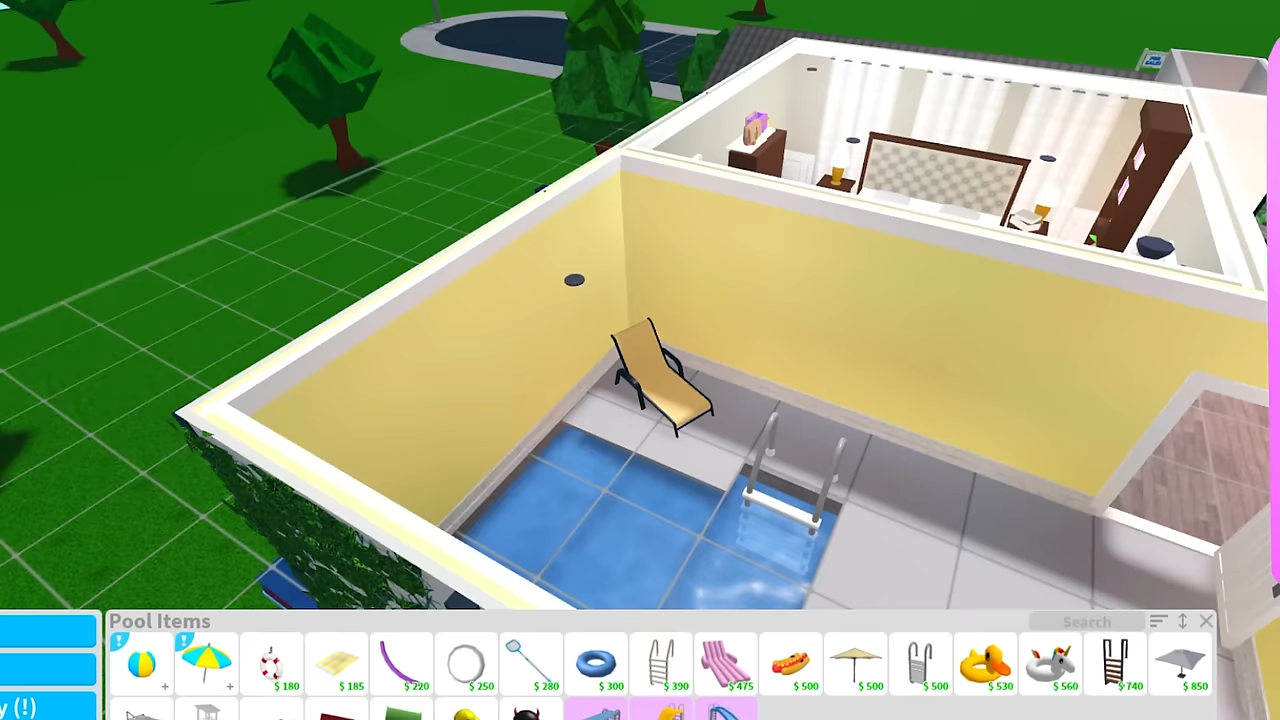 Pool Items
Search
! ! $ 180 $ 185 $ 220 $ 250 $ 280 $ 300 $ 390 $ 475 $ 500 $ 500 $ 500 $ 530 $ 560 $ 740 $ 850
+ +
y (!)